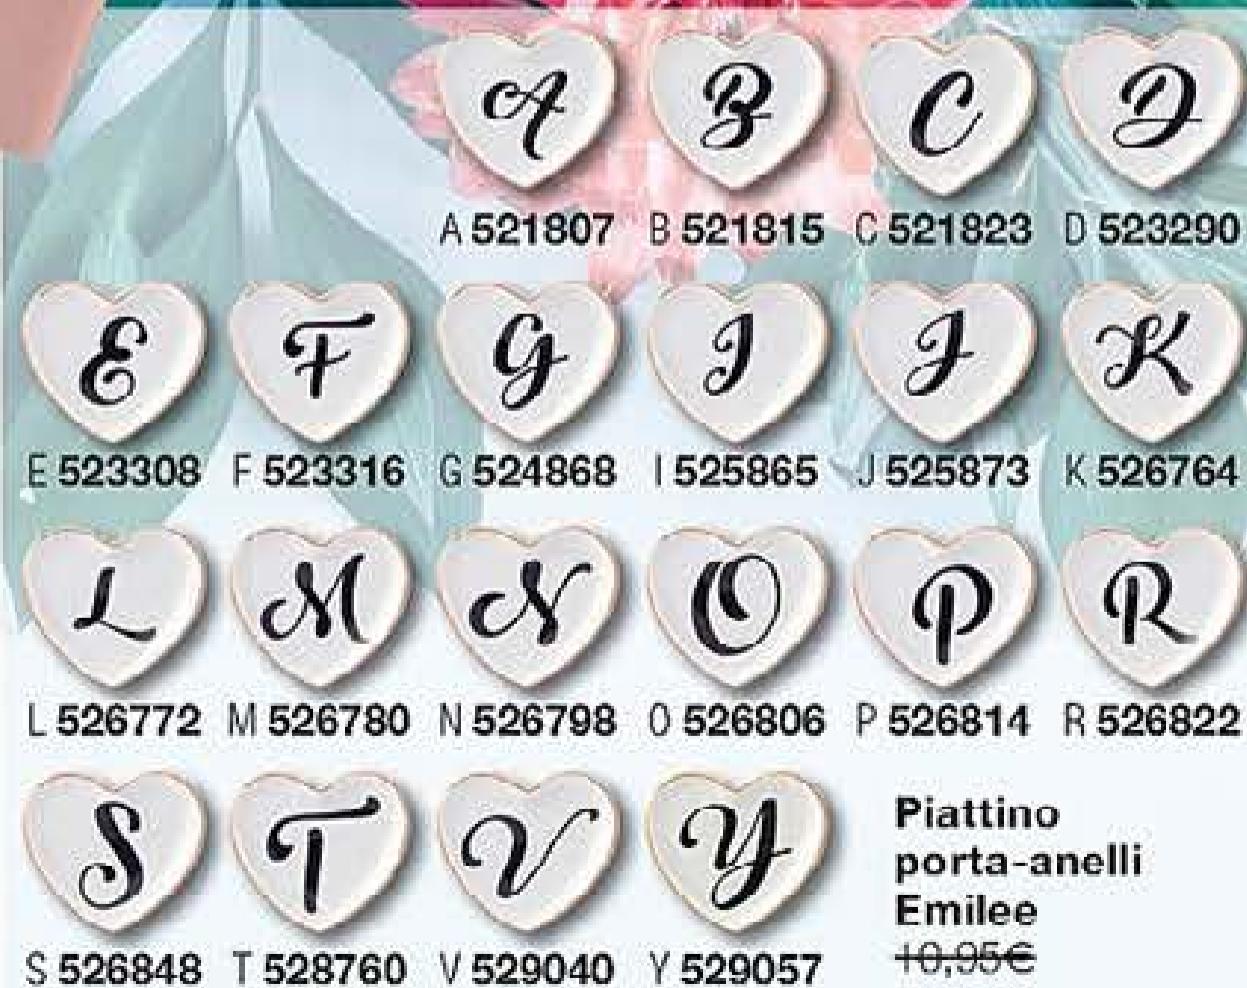 A B C D
A 521807 B 521815 C 521823 D 523290
E F G I J K
E 523308 F 523316 G 524868 I 525865 J 525873 K 526764
L M N O P R
L 526772 M 526780 N 526798 O 526806 P 526814 R 526822
S T V Y
S 526848 T 528760 V 529040 Y 529057
Piattino
porta-anelli
Emilee
10,95€